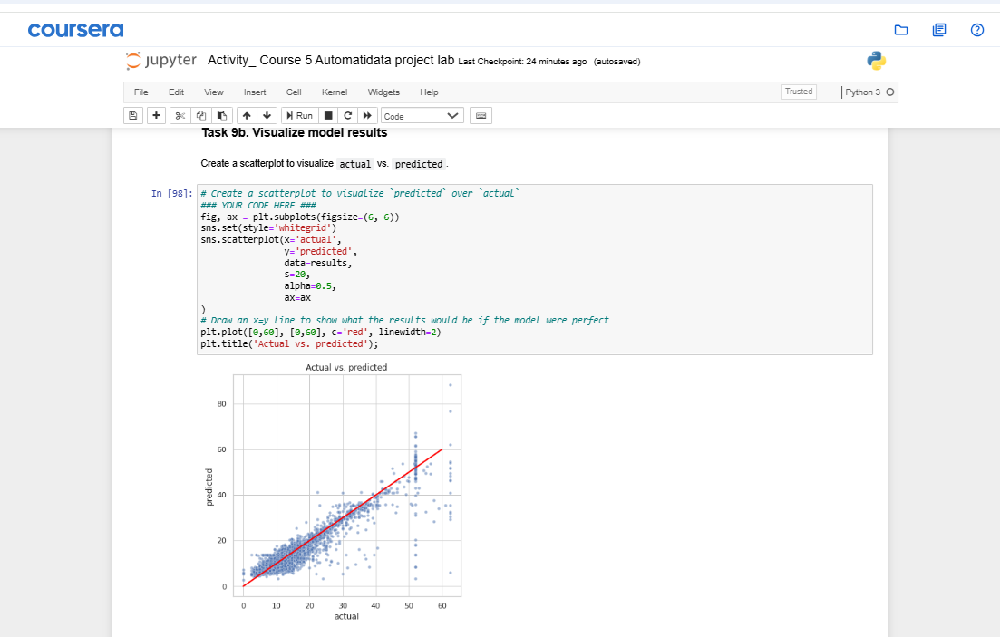 coursera
jupyter Activity_ Course 5 Automatidata project lab Last Checkpoint: 24 minutes ago (autosaved)
File Edit View Insert Cell Kernel Widgets Help Trusted Python 3
Run Code
Task 9b. Visualize model results
Create a scatterplot to visualize actual vs. predicted.
In [98]: # Create a scatterplot to visualize `predicted` over `actual`
### YOUR CODE HERE ###
fig, ax = plt.subplots(figsize=(6, 6))
sns.set(style='whitegrid')
sns.scatterplot(x='actual',
y='predicted',
data=results,
s=20,
alpha=0.5,
ax=ax
)
# Draw an x=y line to show what the results would be if the model were perfect
plt.plot([0,60], [0,60], c='red', linewidth=2)
plt.title('Actual vs. predicted');
Actual vs. predicted
80
60
40
20
0
predicted
0 10 20 30 40 50 60
actual